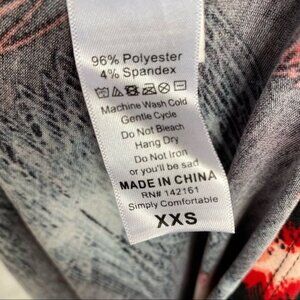 96% Polyester
4% Spandex
Machine Wash Cold
Gentle Cycle
Do Not Bleach
Hang Dry
Do Not Iron
or you'll be sad
MADE IN CHINA
RN# 142161
Simply Comfortable
XXS